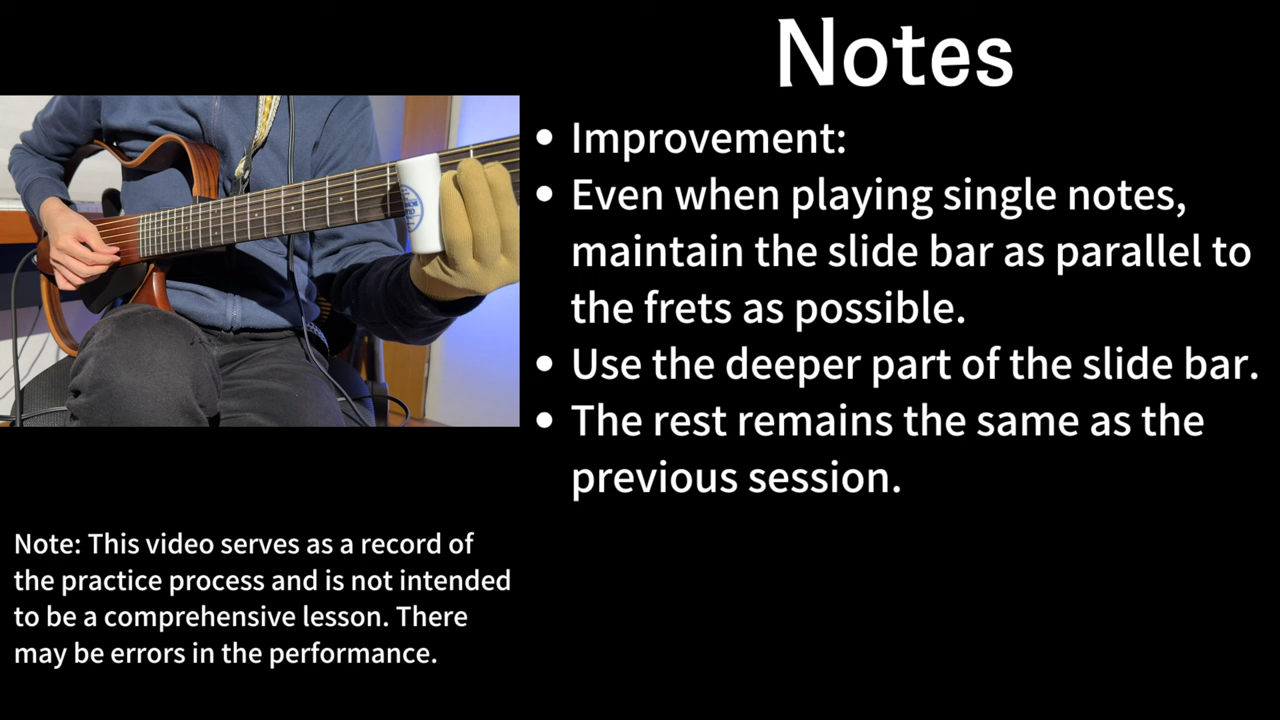 Notes
• Improvement:
• Even when playing single notes,
maintain the slide bar as parallel to
the frets as possible.
• Use the deeper part of the slide bar.
• The rest remains the same as the
previous session.
Note: This video serves as a record of
the practice process and is not intended
to be a comprehensive lesson. There
may be errors in the performance.